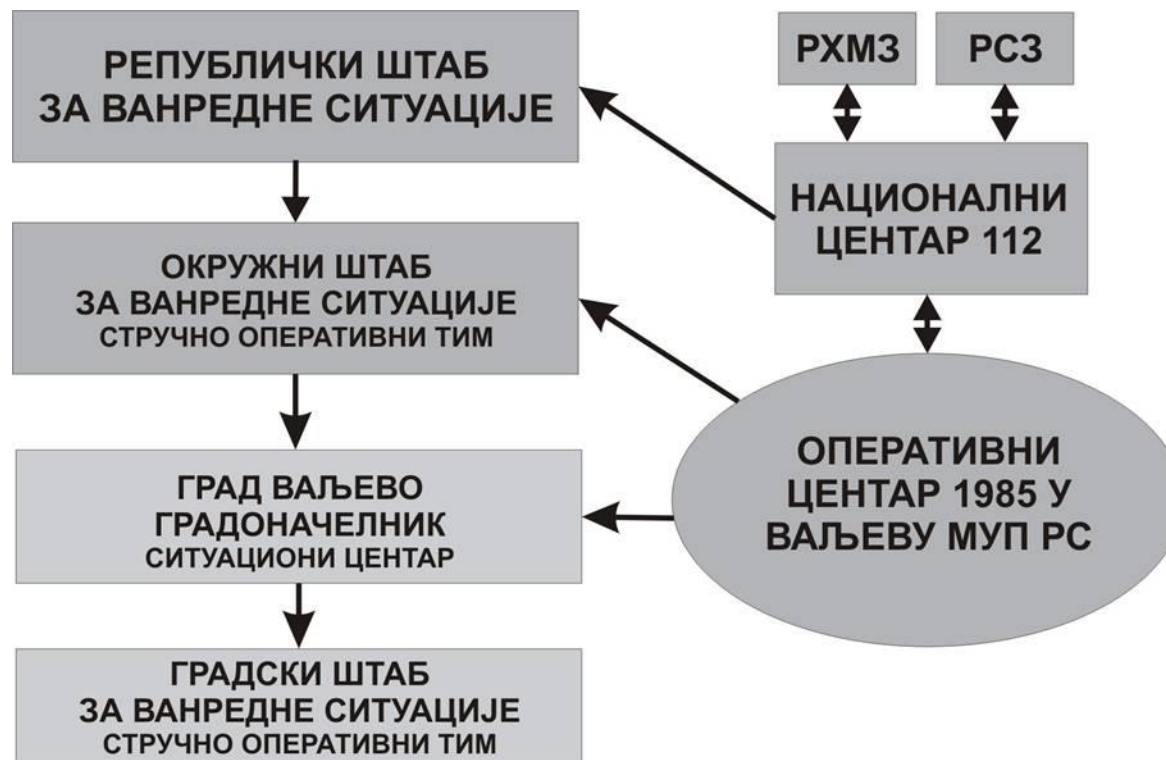 РЕПУБЛИЧКИ ШТАБ
ЗА ВАНРЕДНЕ СИТУАЦИЈЕ
РХМЗ
РСЗ
НАЦИОНАЛНИ
ЦЕНТАР 112
ОКРУЖНИ ШТАБ
ЗА ВАНРЕДНЕ СИТУАЦИЈЕ
СТРУЧНО ОПЕРАТИВНИ ТИМ
ОПЕРАТИВНИ
ЦЕНТАР 1985 У
ВАЉЕВУ МУП РС
ГРАД ВАЉЕВО
ГРАДОНАЧЕЛНИК
СИТУАЦИОНИ ЦЕНТАР
ГРАДСКИ ШТАБ
ЗА ВАНРЕДНЕ СИТУАЦИЈЕ
СТРУЧНО ОПЕРАТИВНИ ТИМ